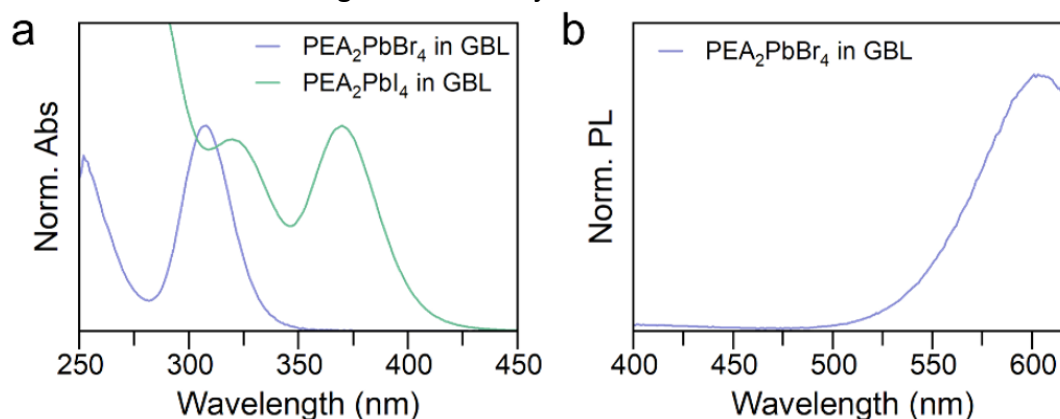 a
PEA₂PbBr₄ in GBL
PEA₂PbI₄ in GBL
Norm. Abs
250 300 350 400 450
Wavelength (nm)
b
PEA₂PbBr₄ in GBL
Norm. PL
400 450 500 550 600
Wavelength (nm)